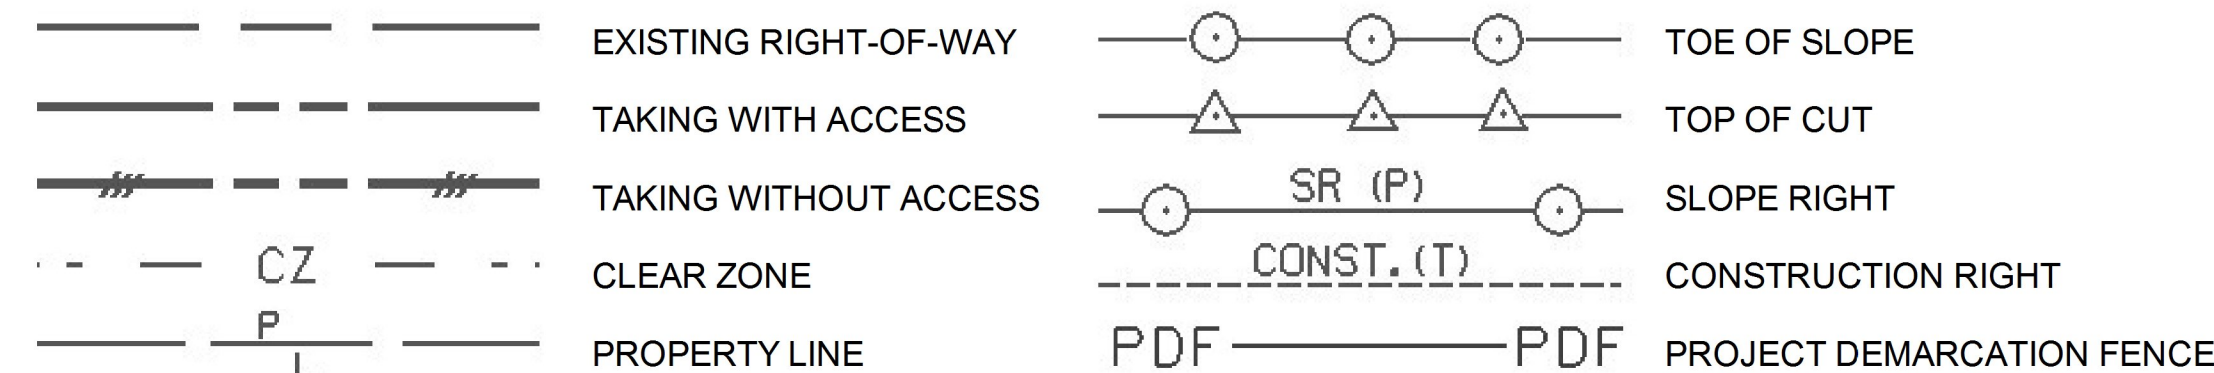 EXISTING RIGHT-OF-WAY
TAKING WITH ACCESS
TAKING WITHOUT ACCESS
CZ CLEAR ZONE
P
PROPERTY LINE
TOE OF SLOPE
TOP OF CUT
SR (P) SLOPE RIGHT
CONST. (T) CONSTRUCTION RIGHT
PDF PDF PROJECT DEMARCATION FENCE